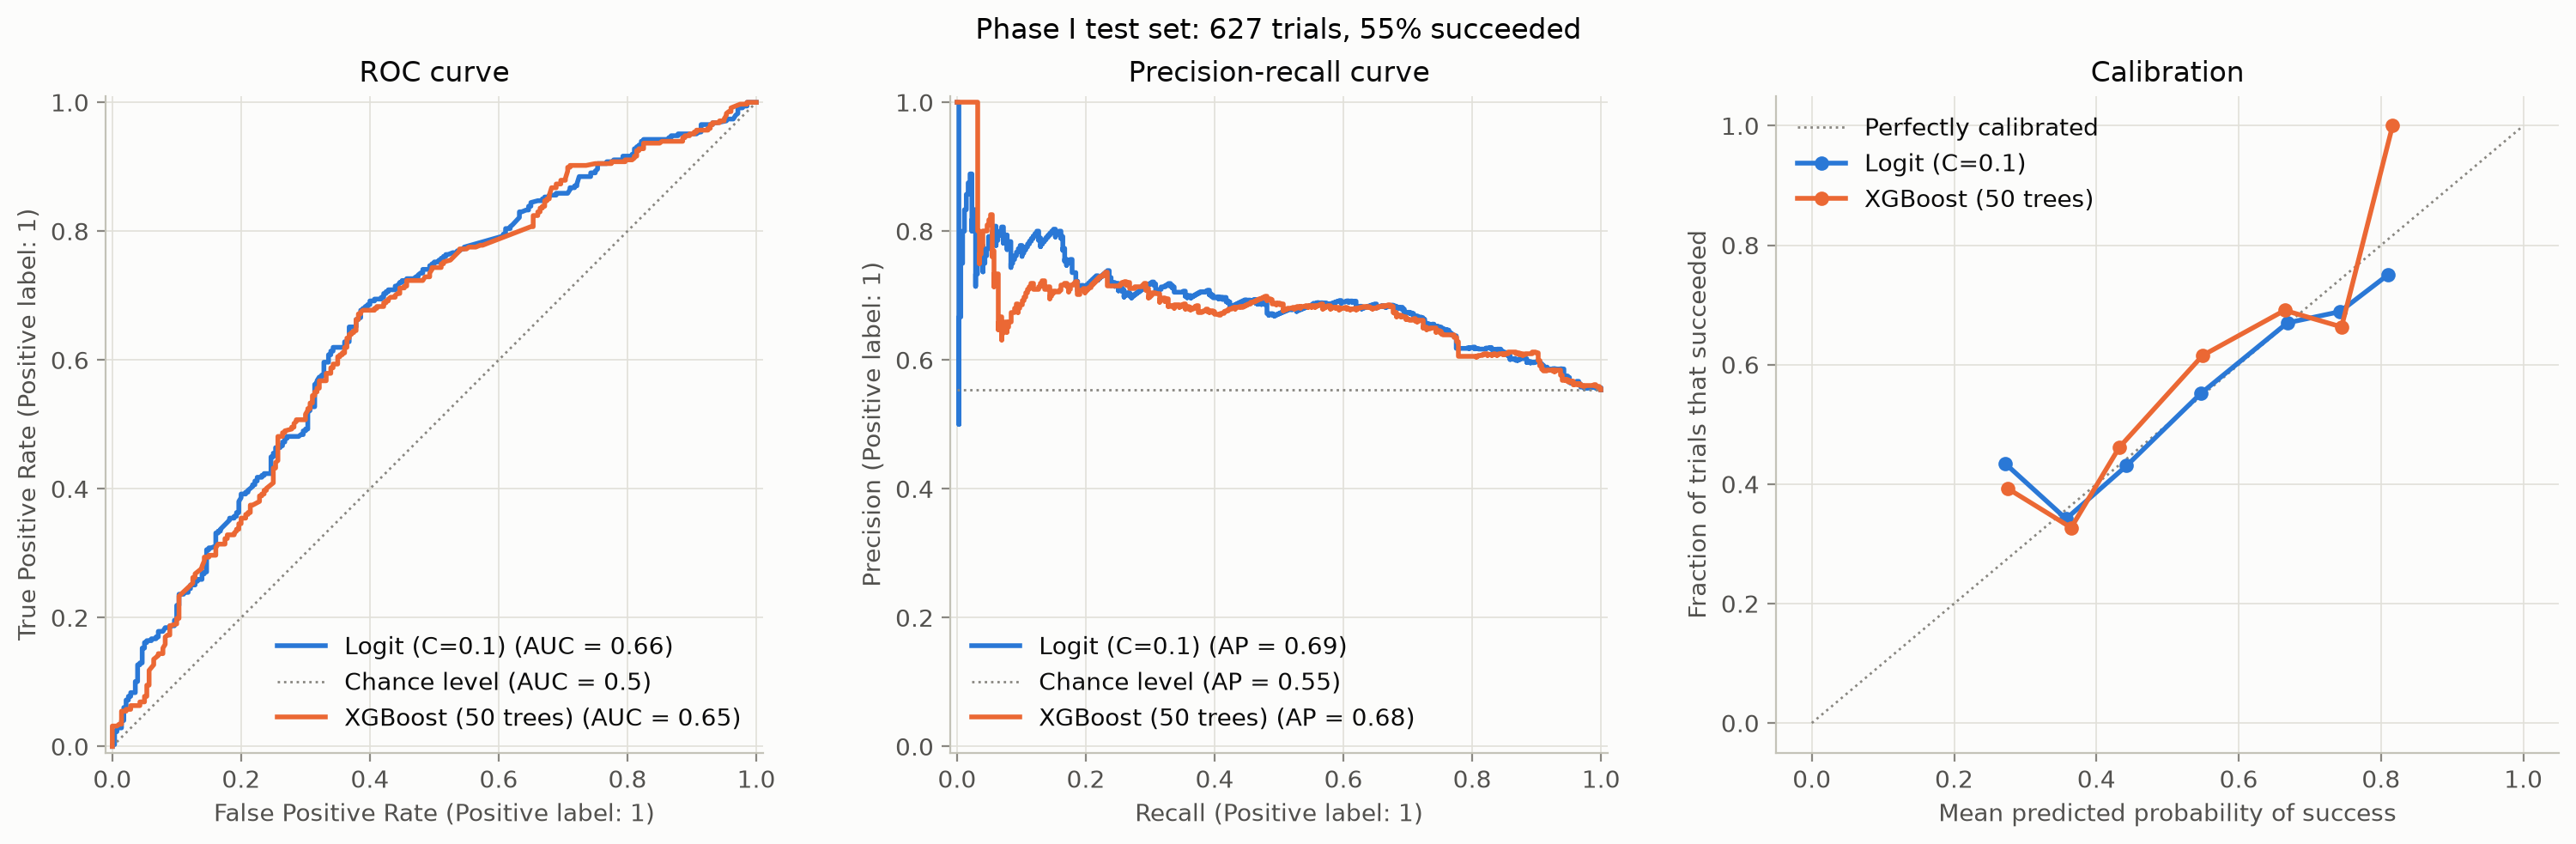 Phase I test set: 627 trials, 55% succeeded
ROC curve
True Positive Rate (Positive label: 1)
1.0
0.8
0.6
0.4
0.2
0.0
Logit (C=0.1) (AUC = 0.66)
Chance level (AUC = 0.5)
XGBoost (50 trees) (AUC = 0.65)
0.0 0.2 0.4 0.6 0.8 1.0
False Positive Rate (Positive label: 1)
Precision-recall curve
Precision (Positive label: 1)
1.0
0.8
0.6
0.4
0.2
0.0
Logit (C=0.1) (AP = 0.69)
Chance level (AP = 0.55)
XGBoost (50 trees) (AP = 0.68)
0.0 0.2 0.4 0.6 0.8 1.0
Recall (Positive label: 1)
Calibration
Fraction of trials that succeeded
1.0
0.8
0.6
0.4
0.2
0.0
Perfectly calibrated
Logit (C=0.1)
XGBoost (50 trees)
0.0 0.2 0.4 0.6 0.8 1.0
Mean predicted probability of success